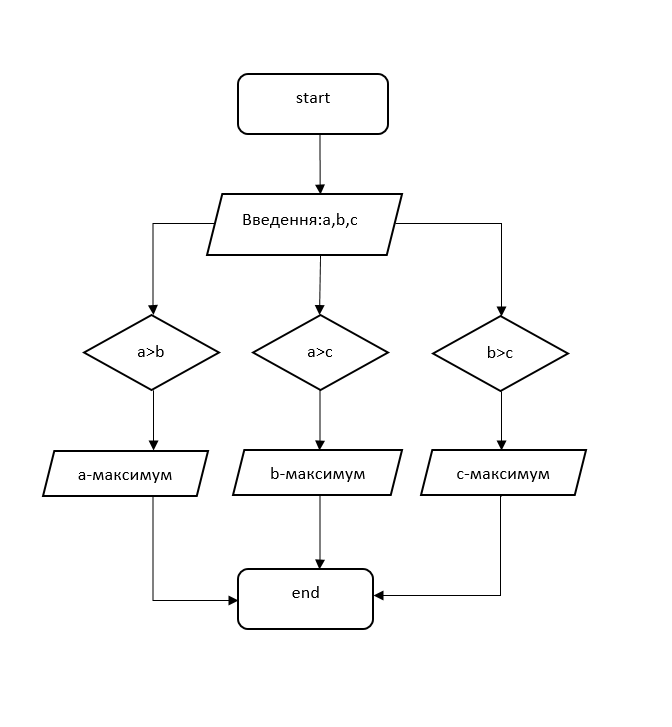 start
Введення:a,b,c
a>b
a>c
b>c
a-максимум
b-максимум
c-максимум
end